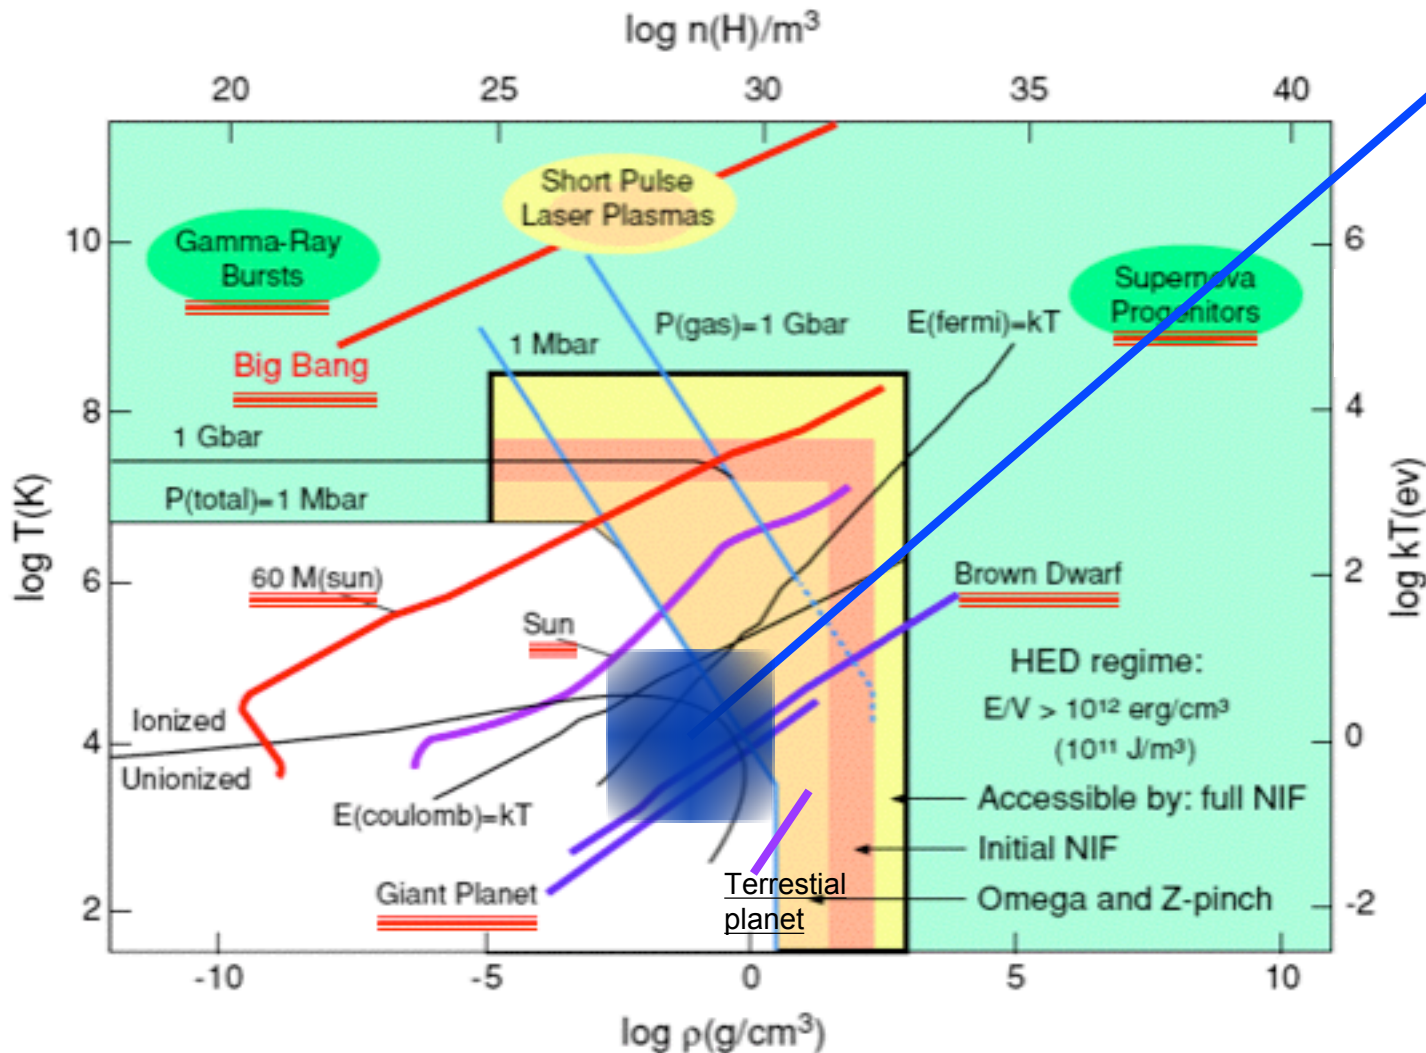 log n(H)/m³
20 25 30 35 40
Short Pulse
Laser Plasmas
10
6
Gamma-Ray
Bursts
Supernova
Progenitors
P(gas)=1 Gbar
E(fermi)=kT
1 Mbar
Big Bang
8
4
1 Gbar
P(total)=1 Mbar
log T(K)
log kT(ev)
60 M(sun)
6
2
Brown Dwarf
Sun
HED regime:
E/V > 10¹² erg/cm³
(10¹¹ J/m³)
Ionized
4
0
Unionized
E(coulomb)=kT
Accessible by: full NIF
Initial NIF
Giant Planet
Terrestial
planet
Omega and Z-pinch
2
-2
-10 -5 0 5 10
log ρ(g/cm³)